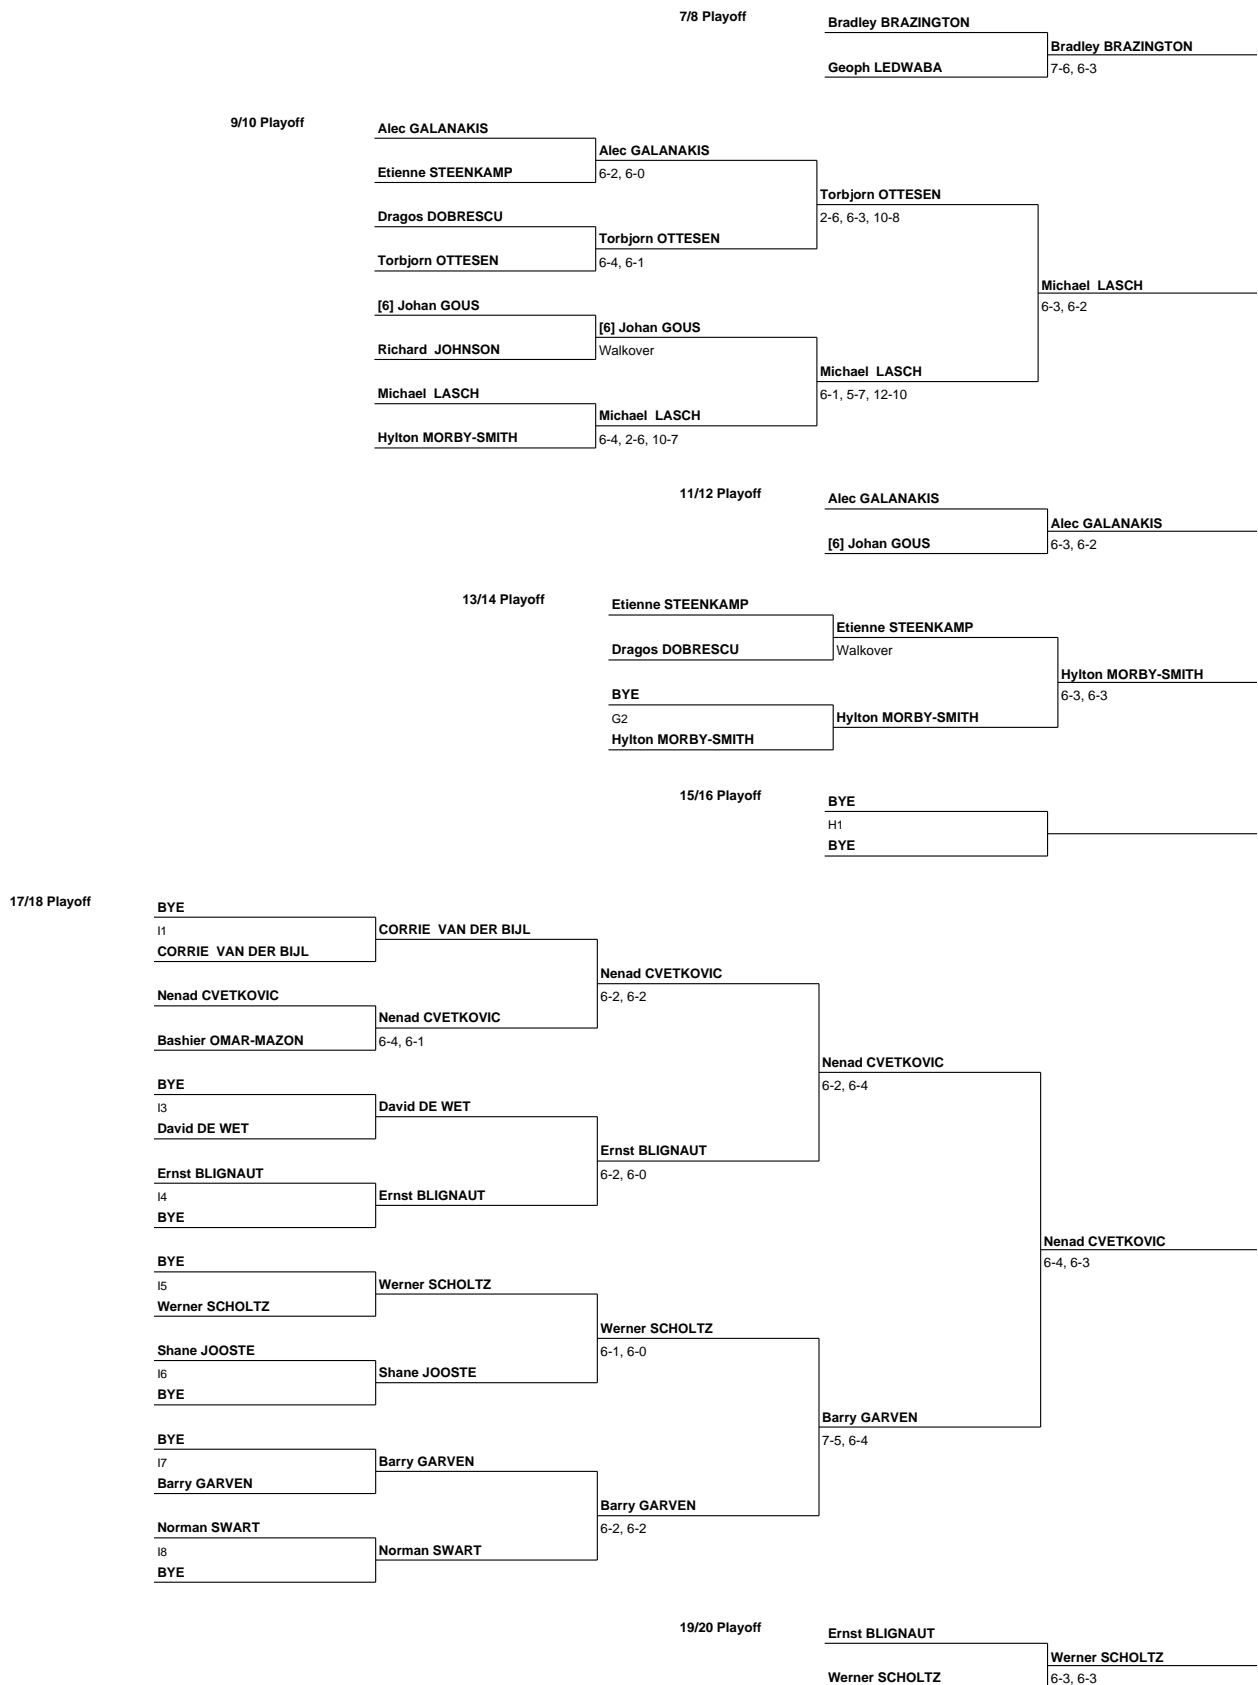 7/8 Playoff
Bradley BRAZINGTON
Bradley BRAZINGTON
Geoph LEDWABA
7-6, 6-3
9/10 Playoff
Alec GALANAKIS
Alec GALANAKIS
Etienne STEENKAMP
6-2, 6-0
Torbjorn OTTESEN
Dragos DOBRESCU
2-6, 6-3, 10-8
Torbjorn OTTESEN
Torbjorn OTTESEN
6-4, 6-1
Michael LASCH
[6] Johan GOUS
6-3, 6-2
[6] Johan GOUS
Richard JOHNSON
Walkover
Michael LASCH
Michael LASCH
6-1, 5-7, 12-10
Michael LASCH
Hylton MORBY-SMITH
6-4, 2-6, 10-7
11/12 Playoff
Alec GALANAKIS
Alec GALANAKIS
[6] Johan GOUS
6-3, 6-2
13/14 Playoff
Etienne STEENKAMP
Etienne STEENKAMP
Dragos DOBRESCU
Walkover
Hylton MORBY-SMITH
BYE
6-3, 6-3
G2
Hylton MORBY-SMITH
Hylton MORBY-SMITH
15/16 Playoff
BYE
H1
BYE
17/18 Playoff
BYE
I1
CORRIE VAN DER BIJL
CORRIE VAN DER BIJL
Nenad CVETKOVIC
Nenad CVETKOVIC
6-2, 6-2
Nenad CVETKOVIC
Bashier OMAR-MAZON
6-4, 6-1
Nenad CVETKOVIC
BYE
6-2, 6-4
I3
David DE WET
David DE WET
Ernst BLIGNAUT
Ernst BLIGNAUT
6-2, 6-0
I4
Ernst BLIGNAUT
BYE
Nenad CVETKOVIC
BYE
6-4, 6-3
I5
Werner SCHOLTZ
Werner SCHOLTZ
Werner SCHOLTZ
Shane JOOSTE
6-1, 6-0
I6
Shane JOOSTE
BYE
Barry GARVEN
BYE
7-5, 6-4
I7
Barry GARVEN
Barry GARVEN
Barry GARVEN
Norman SWART
6-2, 6-2
I8
Norman SWART
BYE
19/20 Playoff
Ernst BLIGNAUT
Werner SCHOLTZ
Werner SCHOLTZ
6-3, 6-3